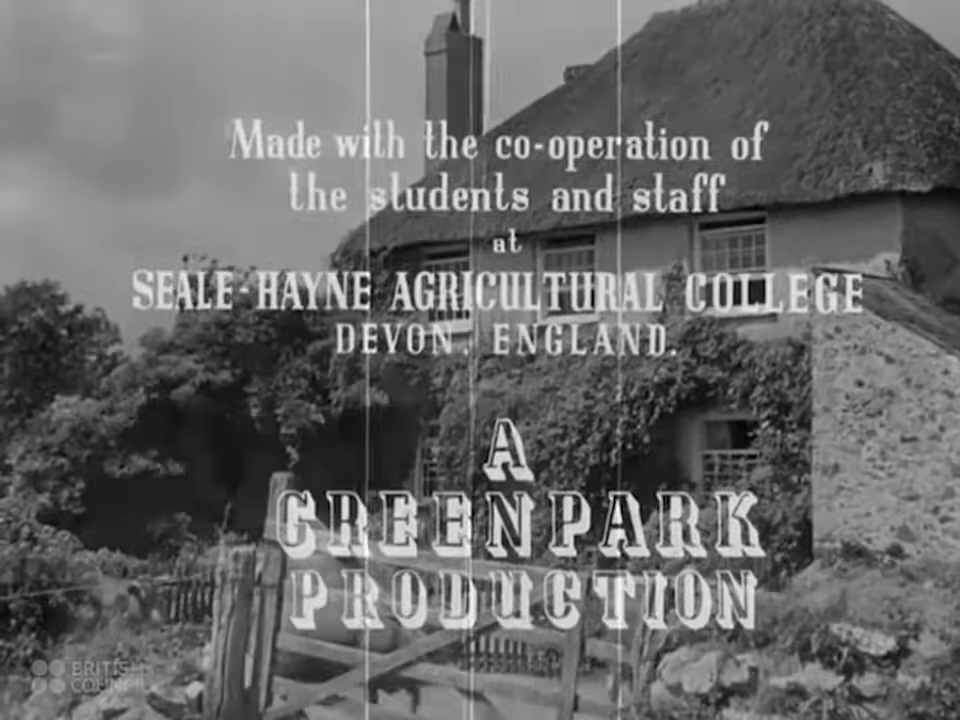 Made with the co-operation of
the students and staff
at
SEALE-HAYNE AGRICULTURAL COLLEGE
DEVON, ENGLAND.
A
GREENPARK
PRODUCTION
BRITISH
COUNCIL